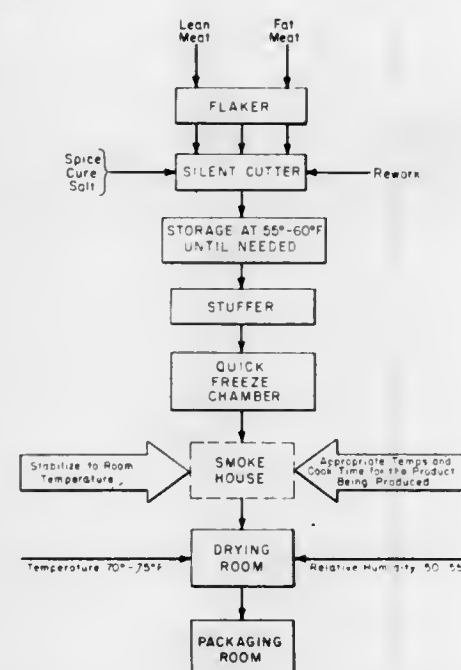 Lean
Meat
Fat
Meat
FLAKER
Spice
Cure
Salt
SILENT CUTTER
Rework
STORAGE AT 55°-60°F
UNTIL NEEDED
STUFFER
QUICK
FREEZE
CHAMBER
Stabilize to Room
Temperature
SMOKE
HOUSE
Appropriate Temps and
Cook Time for the Product
Being Produced
DRYING
ROOM
Temperature 70°-75°F
Relative Humidity 50 55
PACKAGING
ROOM